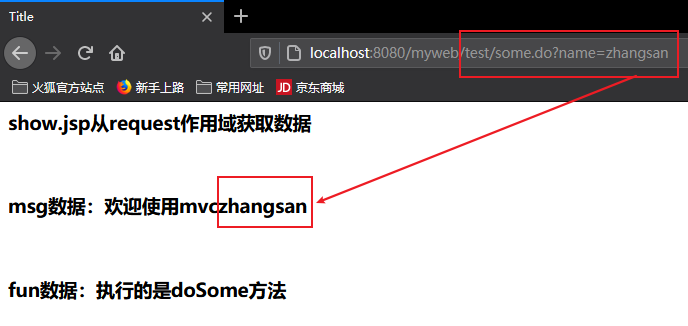 Title
localhost:8080/myweb/test/some.do?name=zhangsan
火狐官方站点 新手上路 常用网址 JD 京东商城
show.jsp从request作用域获取数据
msg数据：欢迎使用mvczhangsan
fun数据：执行的是doSome方法